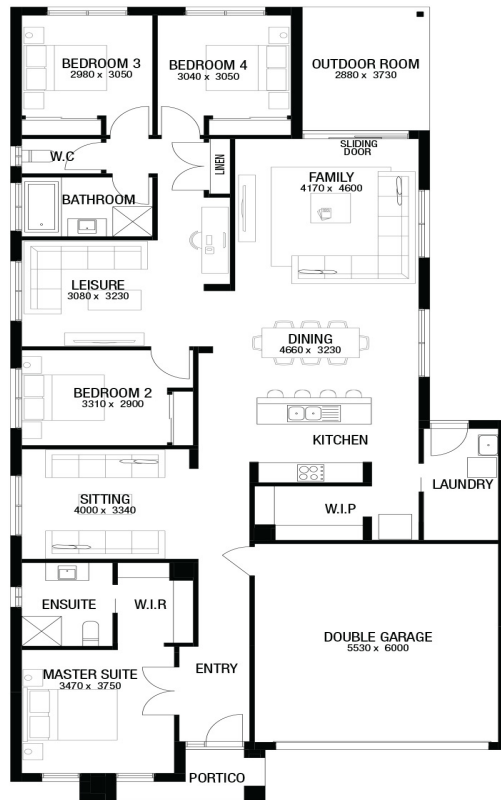 BEDROOM 3
2980 x 3050
BEDROOM 4
3040 x 3050
OUTDOOR ROOM
2880 x 3730
SLIDING
DOOR
W.C
LINEN
FAMILY
4170 x 4600
BATHROOM
LEISURE
3080 x 3230
DINING
4660 x 3230
BEDROOM 2
3310 x 2900
KITCHEN
LAUNDRY
SITTING
4000 x 3340
W.I.P
ENSUITE
W.I.R
DOUBLE GARAGE
5530 x 6000
MASTER SUITE
3470 x 3750
ENTRY
PORTICO